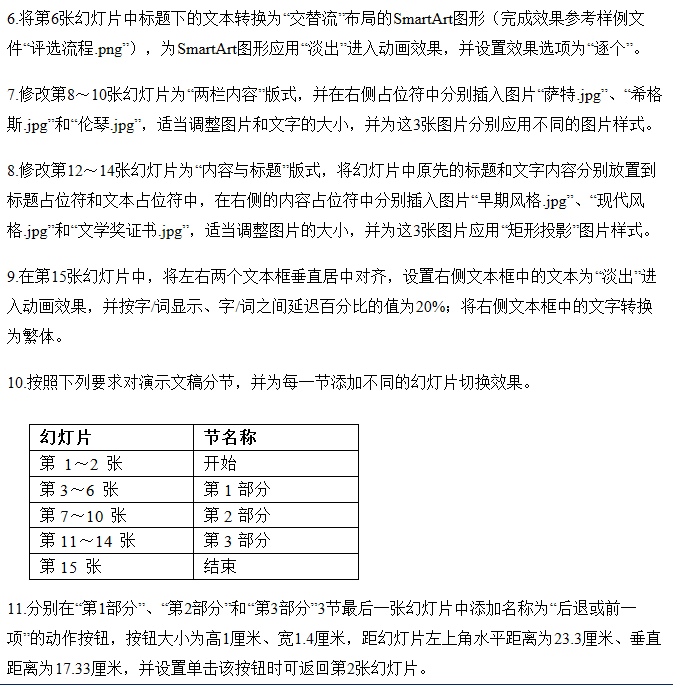 6.将第6张幻灯片中标题下的文本转换为“交替流”布局的SmartArt图形（完成效果参考样例文
件“评选流程.png”），为SmartArt图形应用“淡出”进入动画效果，并设置效果选项为“逐个”。
7.修改第8～10张幻灯片为“两栏内容”版式，并在右侧占位符中分别插入图片“萨特.jpg”、“希格
斯.jpg”和“伦琴.jpg”，适当调整图片和文字的大小，并为这3张图片分别应用不同的图片样式。
8.修改第12～14张幻灯片为“内容与标题”版式，将幻灯片中原先的标题和文字内容分别放置到
标题占位符和文本占位符中，在右侧的内容占位符中分别插入图片“早期风格.jpg”、“现代风
格.jpg”和“文学奖证书.jpg”，适当调整图片的大小，并为这3张图片应用“矩形投影”图片样式。
9.在第15张幻灯片中，将左右两个文本框垂直居中对齐，设置右侧文本框中的文本为“淡出”进
入动画效果，并按字/词显示、字/词之间延迟百分比的值为20%；将右侧文本框中的文字转换
为繁体。
10.按照下列要求对演示文稿分节，并为每一节添加不同的幻灯片切换效果。
幻灯片 节名称
第 1～2 张 开始
第 3～6 张 第 1 部分
第 7～10 张 第 2 部分
第 11～14 张 第 3 部分
第 15 张 结束
11.分别在“第1部分”、“第2部分”和“第3部分”3节最后一张幻灯片中添加名称为“后退或前一
项”的动作按钮，按钮大小为高1厘米、宽1.4厘米，距幻灯片左上角水平距离为23.3厘米、垂直
距离为17.33厘米，并设置单击该按钮时可返回第2张幻灯片。